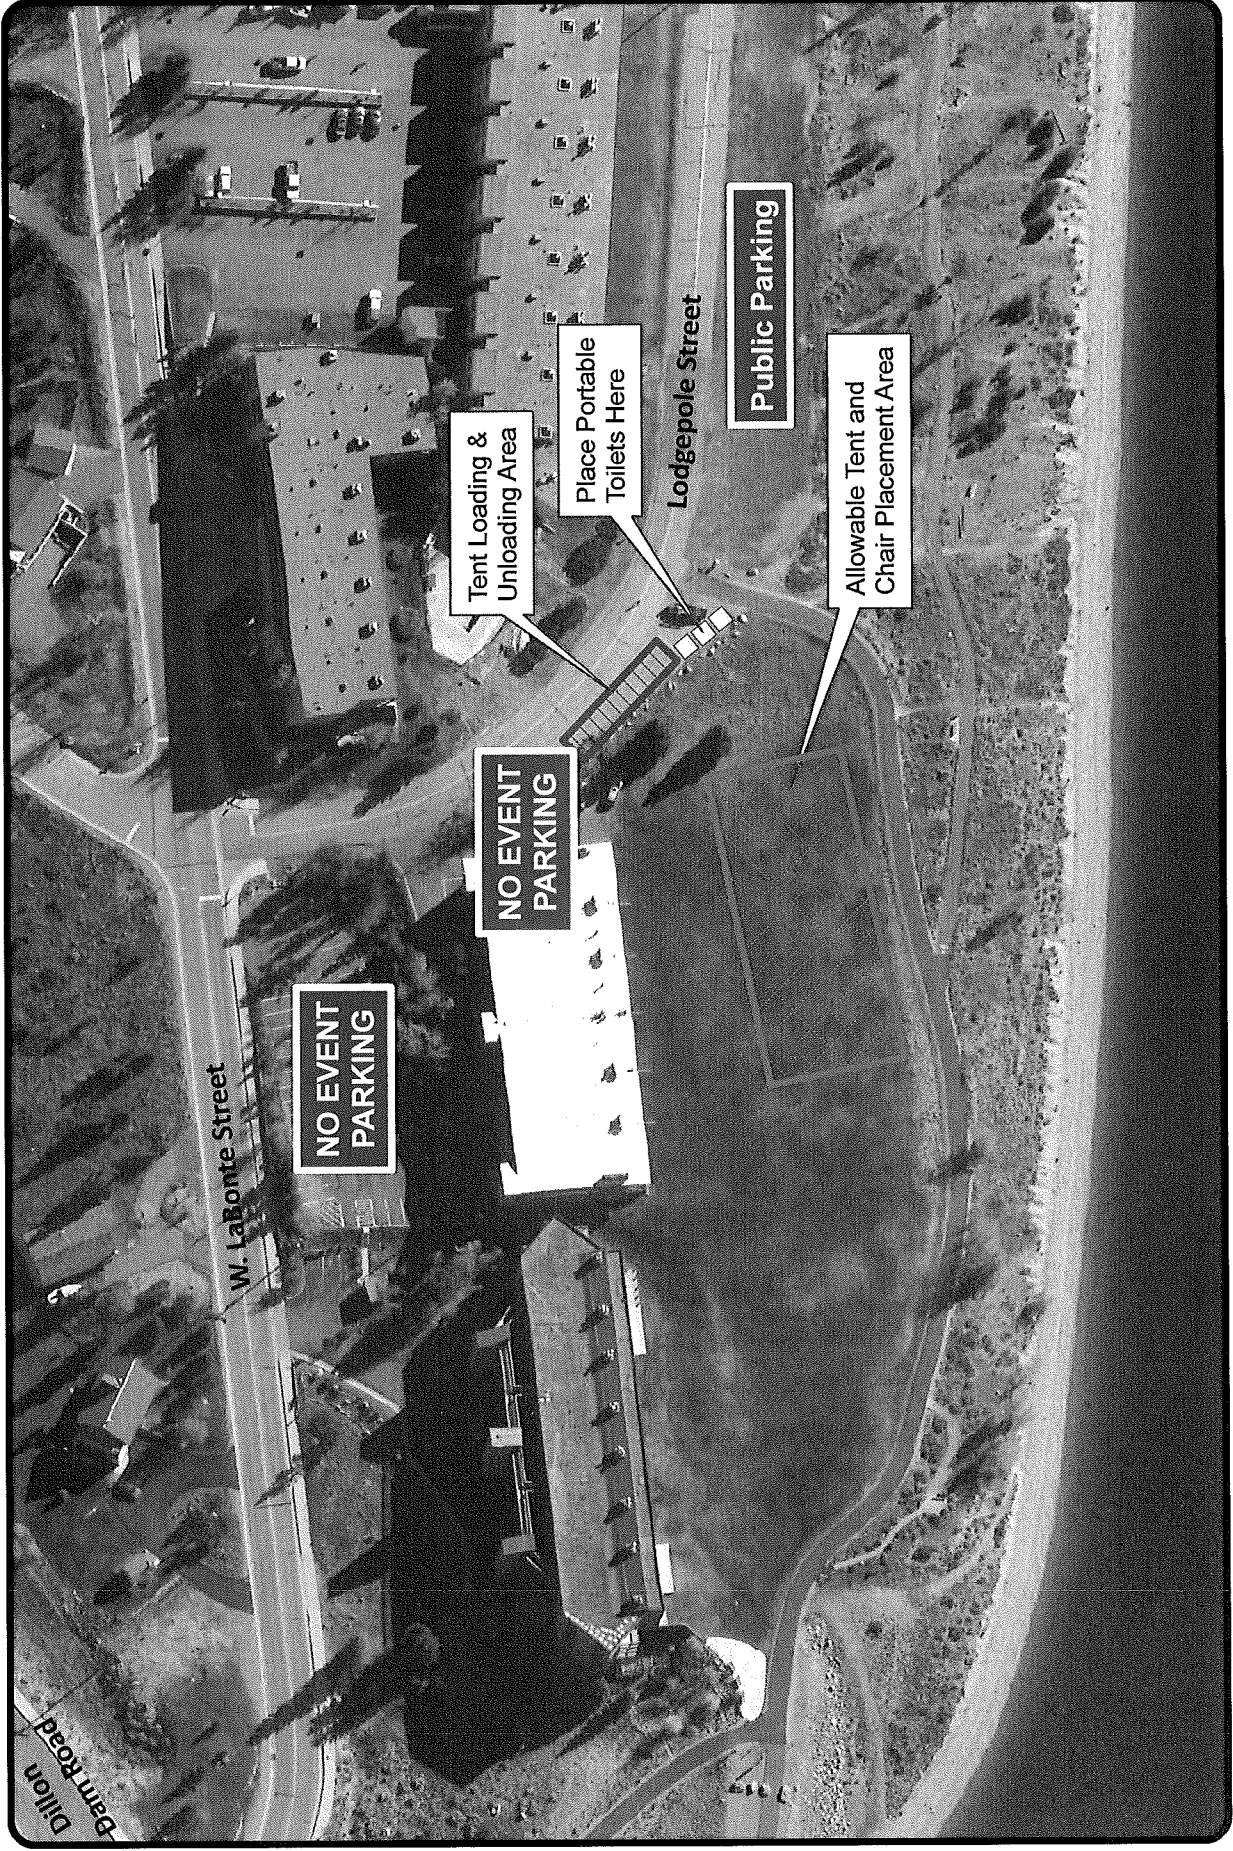 Dillon
Dam Road
W. LaBonte Street
NO EVENT
PARKING
NO EVENT
PARKING
Tent Loading &
Unloading Area
Place Portable
Toilets Here
Lodgepole Street
Public Parking
Allowable Tent and
Chair Placement Area